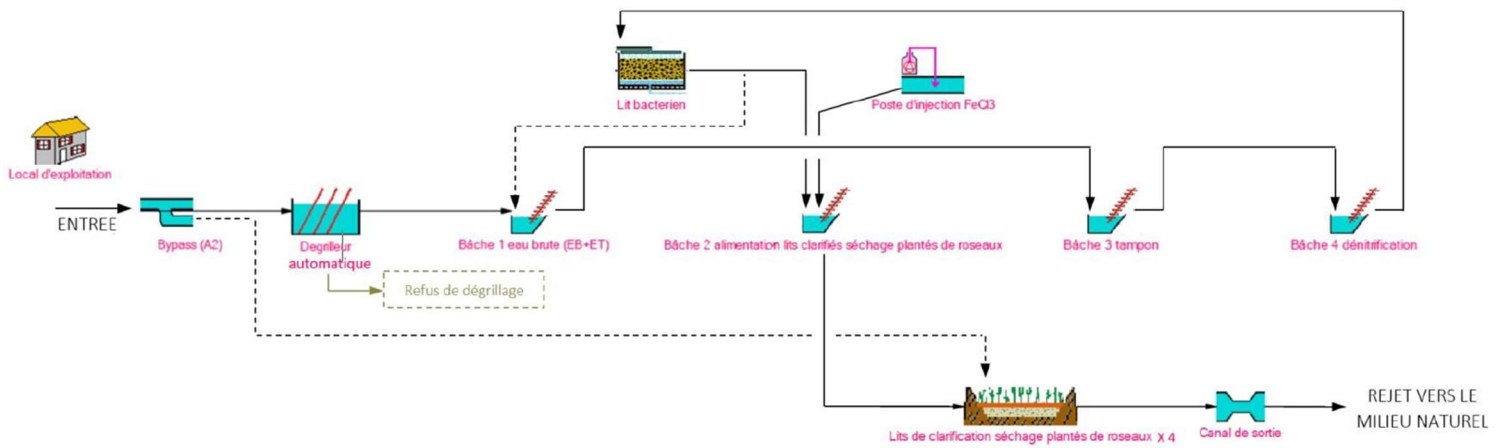 Lit bacterien
Poste d'injection FeCl3
Local d'exploitation
ENTREE
Bypass (A2)
Degrilleur
automatique
Bâche 1 eau brute (EB+ET)
Bâche 2 alimentation lits clarifiés séchage plantés de roseaux
Bâche 3 tampon
Bâche 4 dénitrification
Refus de dégrillage
Lits de clarification séchage plantés de roseaux X 4
Canal de sortie
REJET VERS LE
MILIEU NATUREL